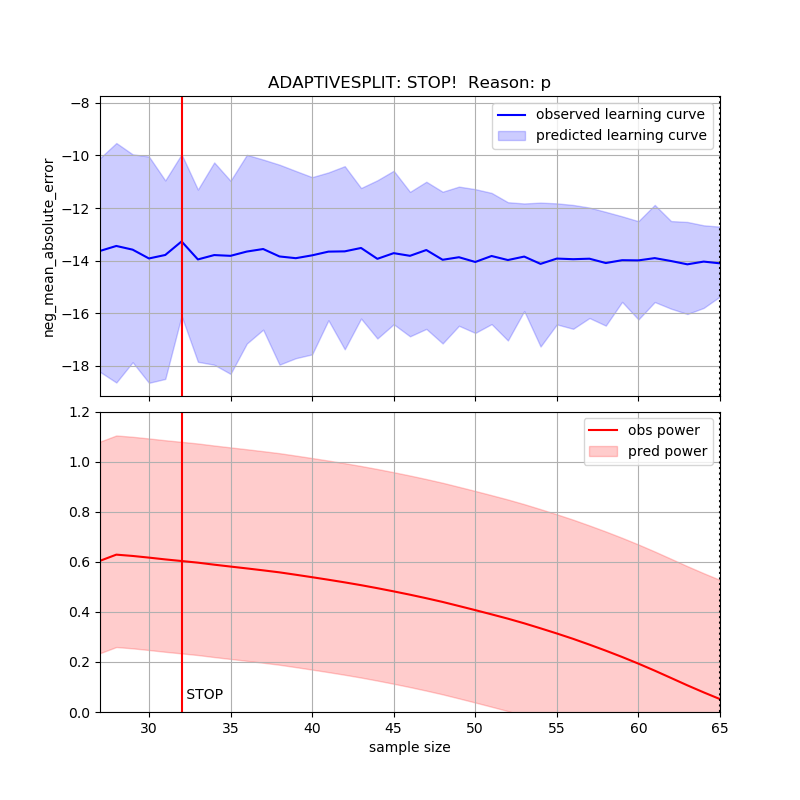 ADAPTIVESPLIT: STOP!  Reason: p
observed learning curve
predicted learning curve
neg_mean_absolute_error
−8
−10
−12
−14
−16
−18
obs power
pred power
1.2
1.0
0.8
0.6
0.4
0.2
0.0
STOP
30 35 40 45 50 55 60 65
sample size